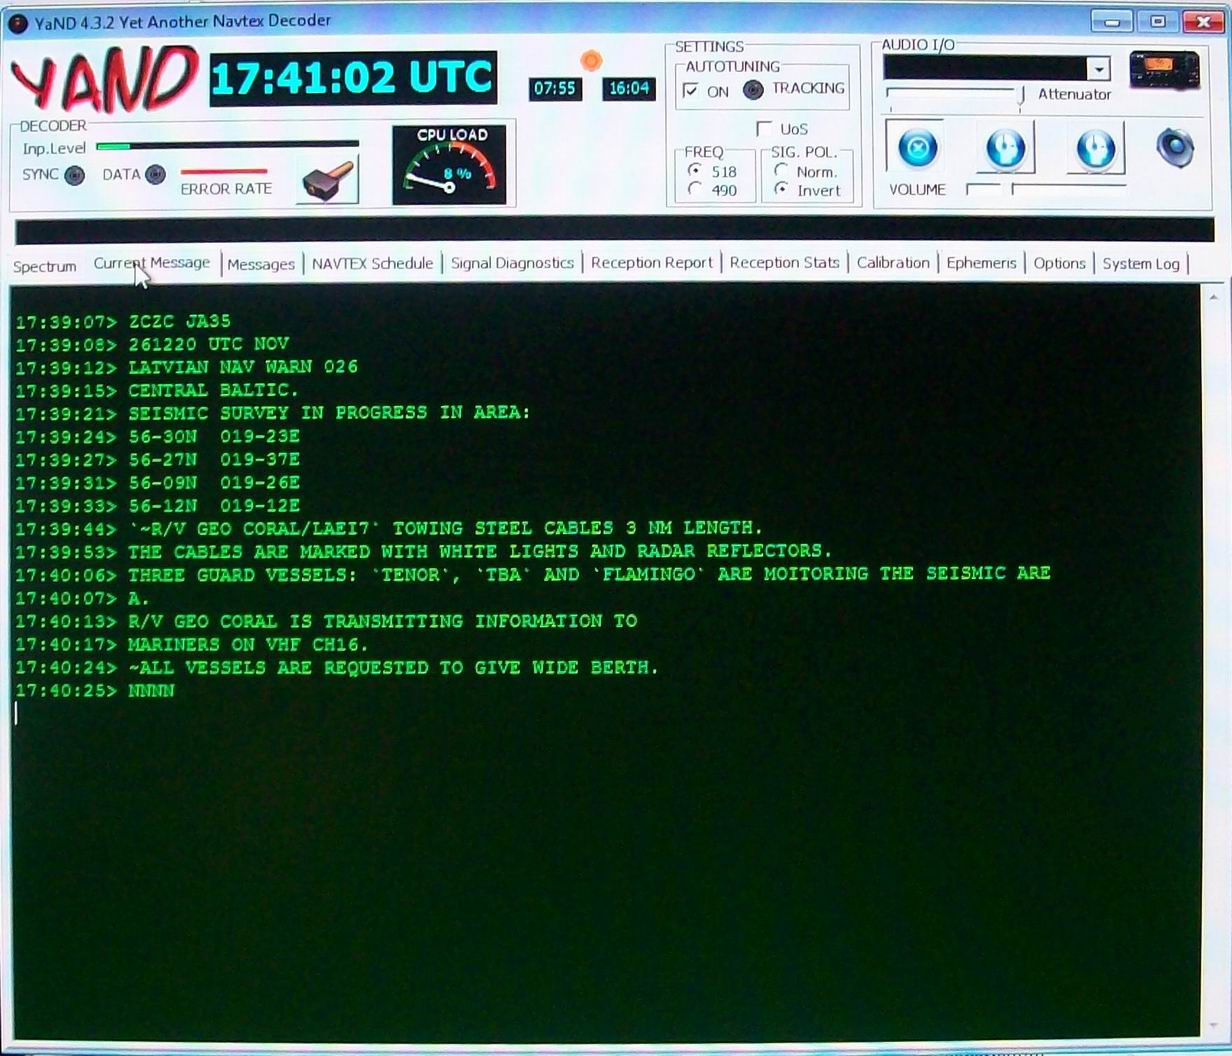 YaND 4.3.2 Yet Another Navtex Decoder
YAND
17:41:02 UTC
07:55 16:04
SETTINGS
AUTOTUNING
ON TRACKING
UoS
FREQ
518
490
SIG. POL.
Norm.
Invert
AUDIO I/O
Attenuator
VOLUME
DECODER
Inp.Level
SYNC DATA ERROR RATE
CPU LOAD
8 %
Spectrum Current Message Messages NAVTEX Schedule Signal Diagnostics Reception Report Reception Stats Calibration Ephemeris Options System Log
17:39:07> ZCZC JA35
17:39:08> 261220 UTC NOV
17:39:12> LATVIAN NAV WARN 026
17:39:15> CENTRAL BALTIC.
17:39:21> SEISMIC SURVEY IN PROGRESS IN AREA:
17:39:24> 56-30N  019-23E
17:39:27> 56-27N  019-37E
17:39:31> 56-09N  019-26E
17:39:33> 56-12N  019-12E
17:39:44> `~R/V GEO CORAL/LAEI7` TOWING STEEL CABLES 3 NM LENGTH.
17:39:53> THE CABLES ARE MARKED WITH WHITE LIGHTS AND RADAR REFLECTORS.
17:40:06> THREE GUARD VESSELS: `TENOR`, `TBA` AND `FLAMINGO` ARE MOITORING THE SEISMIC ARE
17:40:07> A.
17:40:13> R/V GEO CORAL IS TRANSMITTING INFORMATION TO
17:40:17> MARINERS ON VHF CH16.
17:40:24> ~ALL VESSELS ARE REQUESTED TO GIVE WIDE BERTH.
17:40:25> NNNN